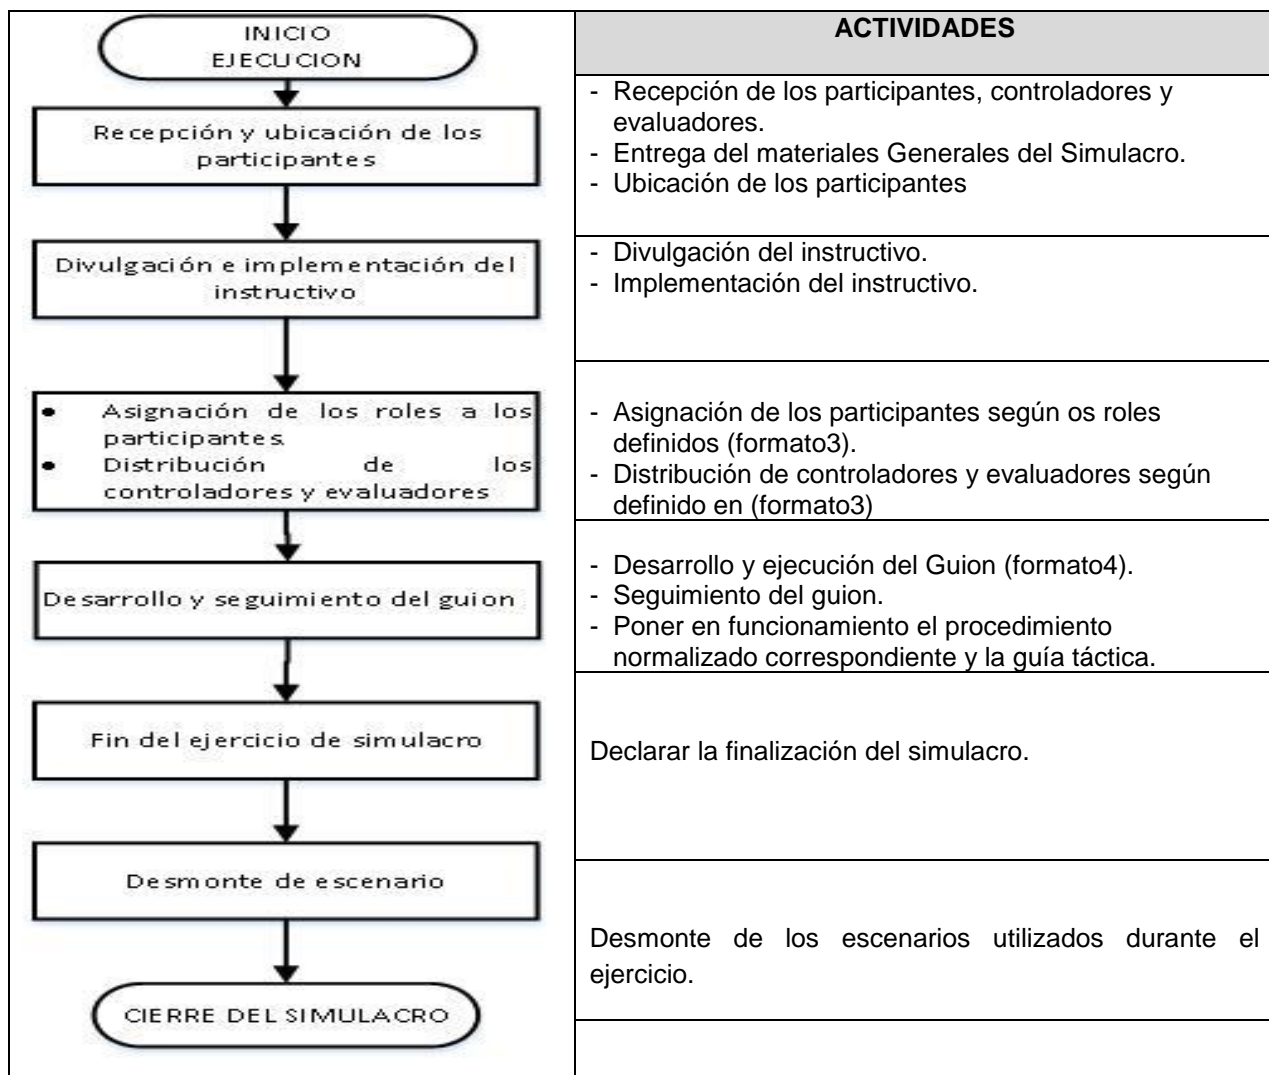 INICIO
EJECUCION
Recepción y ubicación de los
participantes
Divulgación e implementación del
instructivo
• Asignación de los roles a los
participantes.
• Distribución de los
controladores y evaluadores
Desarrollo y seguimiento del guion
Fin del ejercicio de simulacro
Desmonte de escenario
CIERRE DEL SIMULACRO
ACTIVIDADES
- Recepción de los participantes, controladores y
evaluadores.
- Entrega del materiales Generales del Simulacro.
- Ubicación de los participantes
- Divulgación del instructivo.
- Implementación del instructivo.
- Asignación de los participantes según os roles
definidos (formato3).
- Distribución de controladores y evaluadores según
definido en (formato3)
- Desarrollo y ejecución del Guion (formato4).
- Seguimiento del guion.
- Poner en funcionamiento el procedimiento
normalizado correspondiente y la guía táctica.
Declarar la finalización del simulacro.
Desmonte de los escenarios utilizados durante el
ejercicio.